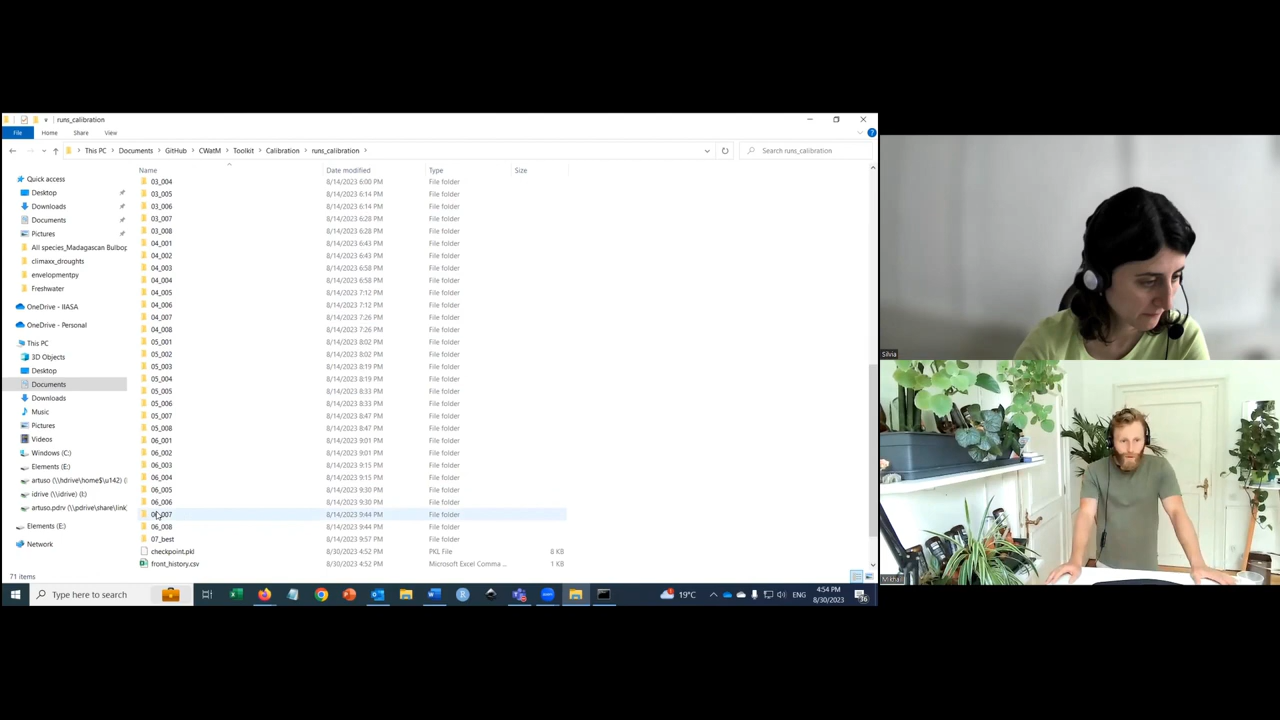 runs_calibration
File Home Share View
This PC Documents GitHub CWatM Toolkit Calibration runs_calibration
Search runs_calibration
Name Date modified Type Size
Quick access
Desktop
Downloads
Documents
Pictures
All species_Madagascan Bulbop
climaxx_droughts
envelopmentpy
Freshwater
OneDrive - IIASA
OneDrive - Personal
This PC
3D Objects
Desktop
Documents
Downloads
Music
Pictures
Videos
Windows (C:)
Elements (E:)
artuso (\\hdrive\home$\u142) (
idrive (\\idrive) (I:)
artuso.pdrv (\\pdrive\share\link
Elements (E:)
Network
03_004 8/14/2023 6:00 PM File folder
03_005 8/14/2023 6:14 PM File folder
03_006 8/14/2023 6:14 PM File folder
03_007 8/14/2023 6:28 PM File folder
03_008 8/14/2023 6:28 PM File folder
04_001 8/14/2023 6:43 PM File folder
04_002 8/14/2023 6:43 PM File folder
04_003 8/14/2023 6:58 PM File folder
04_004 8/14/2023 6:58 PM File folder
04_005 8/14/2023 7:12 PM File folder
04_006 8/14/2023 7:12 PM File folder
04_007 8/14/2023 7:26 PM File folder
04_008 8/14/2023 7:26 PM File folder
05_001 8/14/2023 8:02 PM File folder
05_002 8/14/2023 8:02 PM File folder
05_003 8/14/2023 8:19 PM File folder
05_004 8/14/2023 8:19 PM File folder
05_005 8/14/2023 8:33 PM File folder
05_006 8/14/2023 8:33 PM File folder
05_007 8/14/2023 8:47 PM File folder
05_008 8/14/2023 8:47 PM File folder
06_001 8/14/2023 9:01 PM File folder
06_002 8/14/2023 9:01 PM File folder
06_003 8/14/2023 9:15 PM File folder
06_004 8/14/2023 9:15 PM File folder
06_005 8/14/2023 9:30 PM File folder
06_006 8/14/2023 9:30 PM File folder
06_007 8/14/2023 9:44 PM File folder
06_008 8/14/2023 9:44 PM File folder
07_best 8/14/2023 9:57 PM File folder
checkpoint.pkl 8/30/2023 4:52 PM PKL File 8 KB
front_history.csv 8/30/2023 4:52 PM Microsoft Excel Comma ... 1 KB
71 items
Type here to search
19°C
ENG
4:54 PM
8/30/2023
36
Silvia
Mikhail